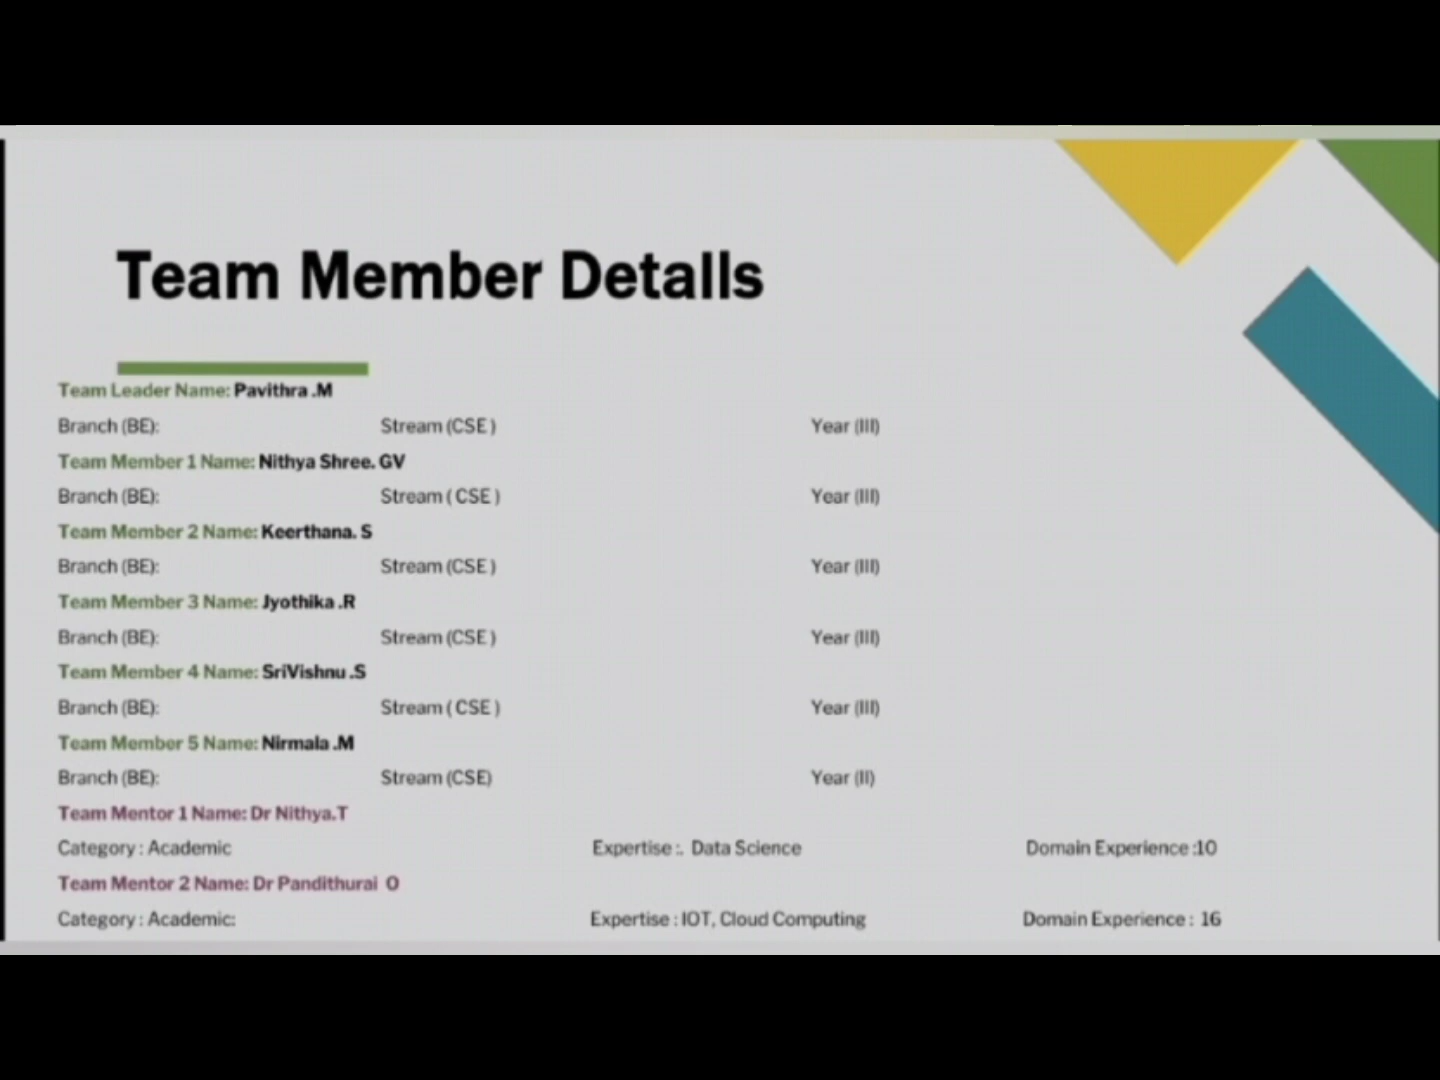 Team Member Details
Team Leader Name: Pavithra .M
Branch (BE): Stream (CSE ) Year (III)
Team Member 1 Name: Nithya Shree. GV
Branch (BE): Stream ( CSE ) Year (III)
Team Member 2 Name: Keerthana. S
Branch (BE): Stream (CSE ) Year (III)
Team Member 3 Name: Jyothika .R
Branch (BE): Stream (CSE ) Year (III)
Team Member 4 Name: SriVishnu .S
Branch (BE): Stream ( CSE ) Year (III)
Team Member 5 Name: Nirmala .M
Branch (BE): Stream (CSE) Year (II)
Team Mentor 1 Name: Dr Nithya.T
Category : Academic Expertise :. Data Science Domain Experience :10
Team Mentor 2 Name: Dr Pandithurai O
Category : Academic: Expertise : IOT, Cloud Computing Domain Experience : 16